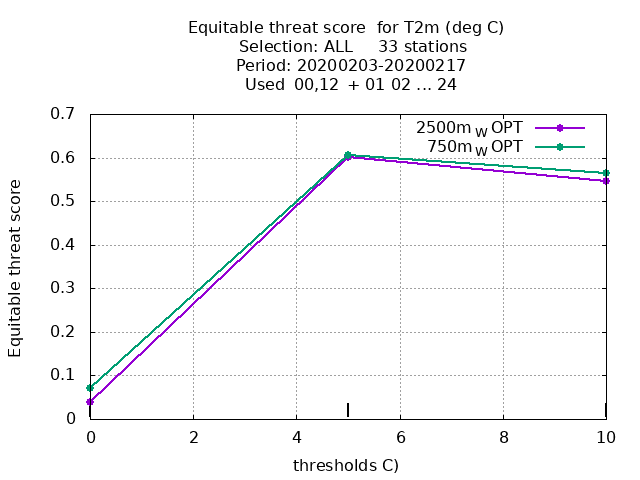 Equitable threat score  for T2m (deg C)
Selection: ALL     33 stations
Period: 20200203-20200217
Used  00,12  + 01 02 ... 24
0.7
0.6
0.5
0.4
0.3
0.2
0.1
0
Equitable threat score
2500m W OPT
750m W OPT
0 2 4 6 8 10
thresholds C)